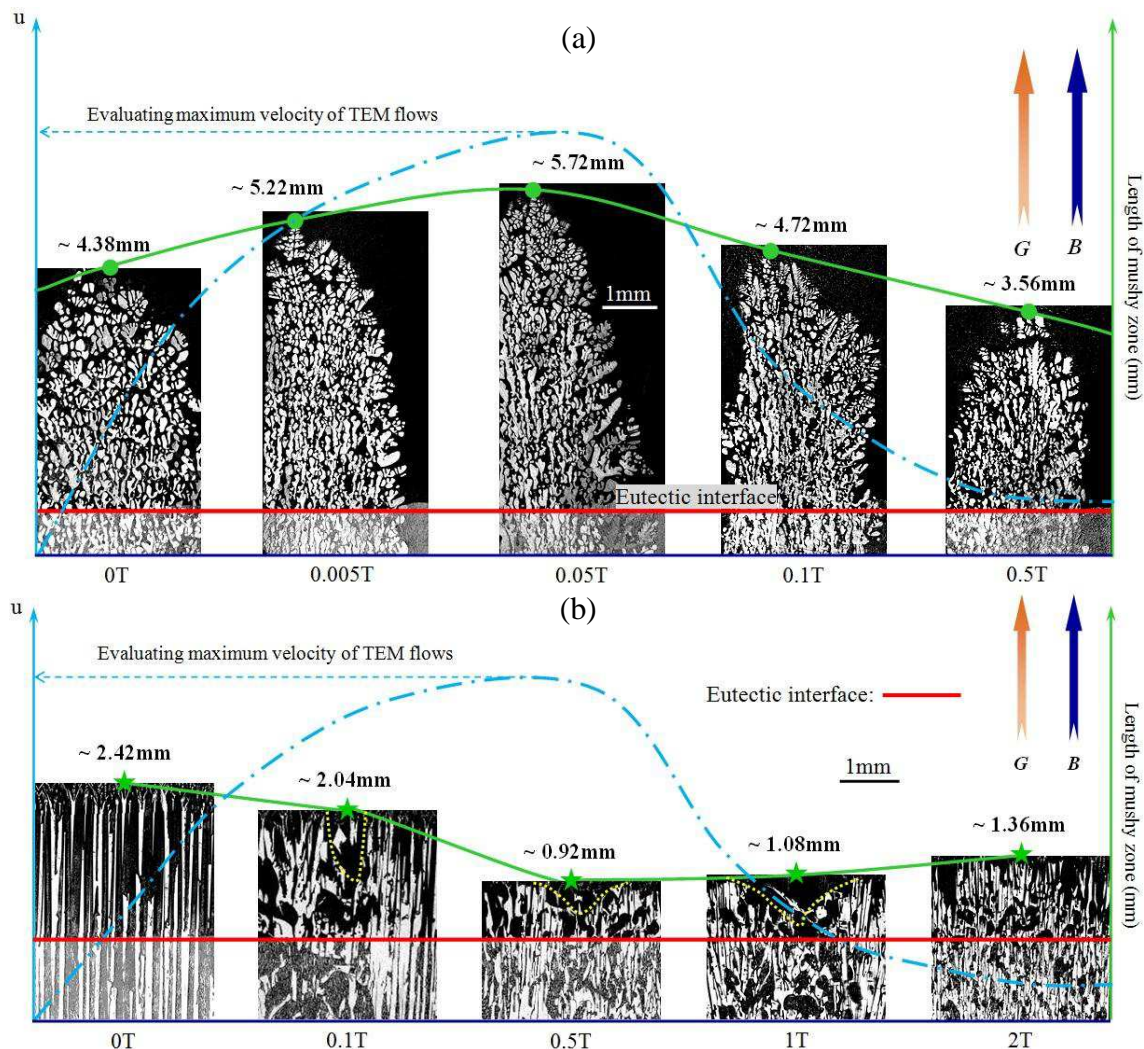 u
(a)
Evaluating maximum velocity of TEM flows
~ 5.72mm
~ 5.22mm
~ 4.72mm
~ 4.38mm
~ 3.56mm
G
B
1mm
Length of mushy zone (mm)
Eutectic interface
0T
0.005T
0.05T
0.1T
0.5T
u
(b)
Evaluating maximum velocity of TEM flows
Eutectic interface:
G
B
~ 2.42mm
~ 2.04mm
1mm
~ 0.92mm
~ 1.08mm
~ 1.36mm
Length of mushy zone (mm)
0T
0.1T
0.5T
1T
2T